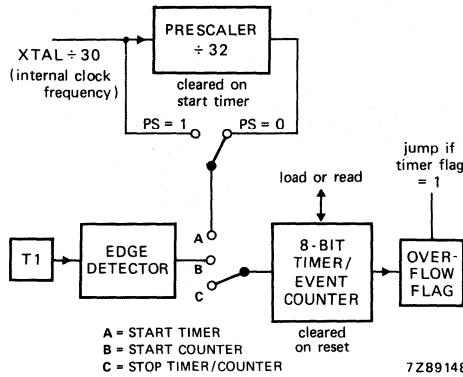 PRESCALER
÷ 32
XTAL ÷ 30
(internal clock
frequency)
cleared on
start timer
PS = 1
PS = 0
jump if
timer flag
= 1
load or read
A
T1
EDGE
DETECTOR
B
C
8-BIT
TIMER/
EVENT
COUNTER
OVER-
FLOW
FLAG
cleared
on reset
A = START TIMER
B = START COUNTER
C = STOP TIMER/COUNTER
7Z89148